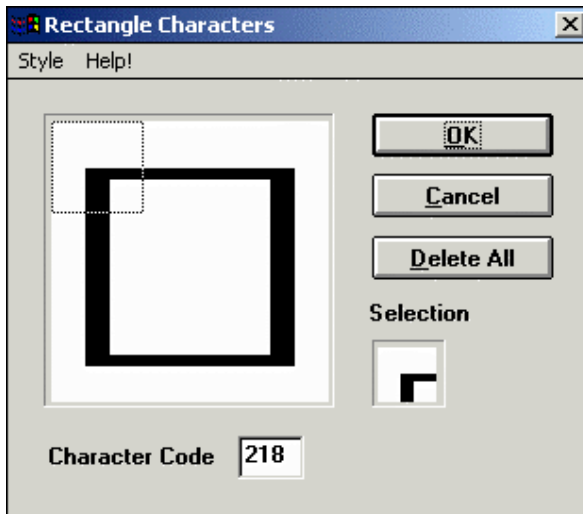 Rectangle Characters
Style Help!
OK
Cancel
Delete All
Selection
Character Code 218